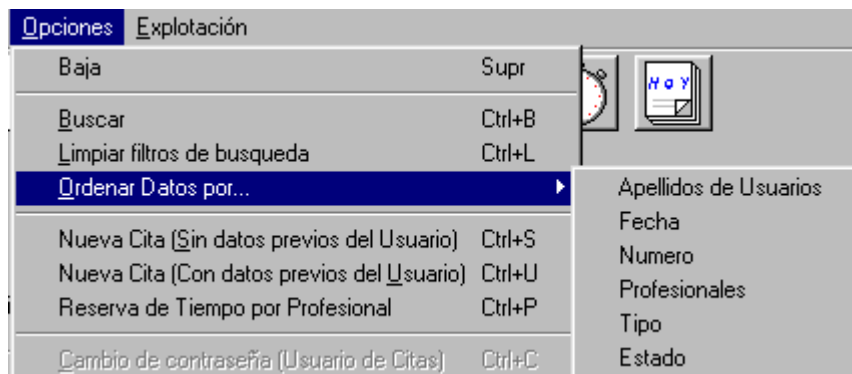 Opciones Explotación
Baja Supr
HOY
Buscar Ctrl+B
Limpiar filtros de busqueda Ctrl+L
Ordenar Datos por...
Nueva Cita (Sin datos previos del Usuario) Ctrl+S
Nueva Cita (Con datos previos del Usuario) Ctrl+U
Reserva de Tiempo por Profesional Ctrl+P
Cambio de contraseña (Usuario de Citas) Ctrl+C
Apellidos de Usuarios
Fecha
Numero
Profesionales
Tipo
Estado